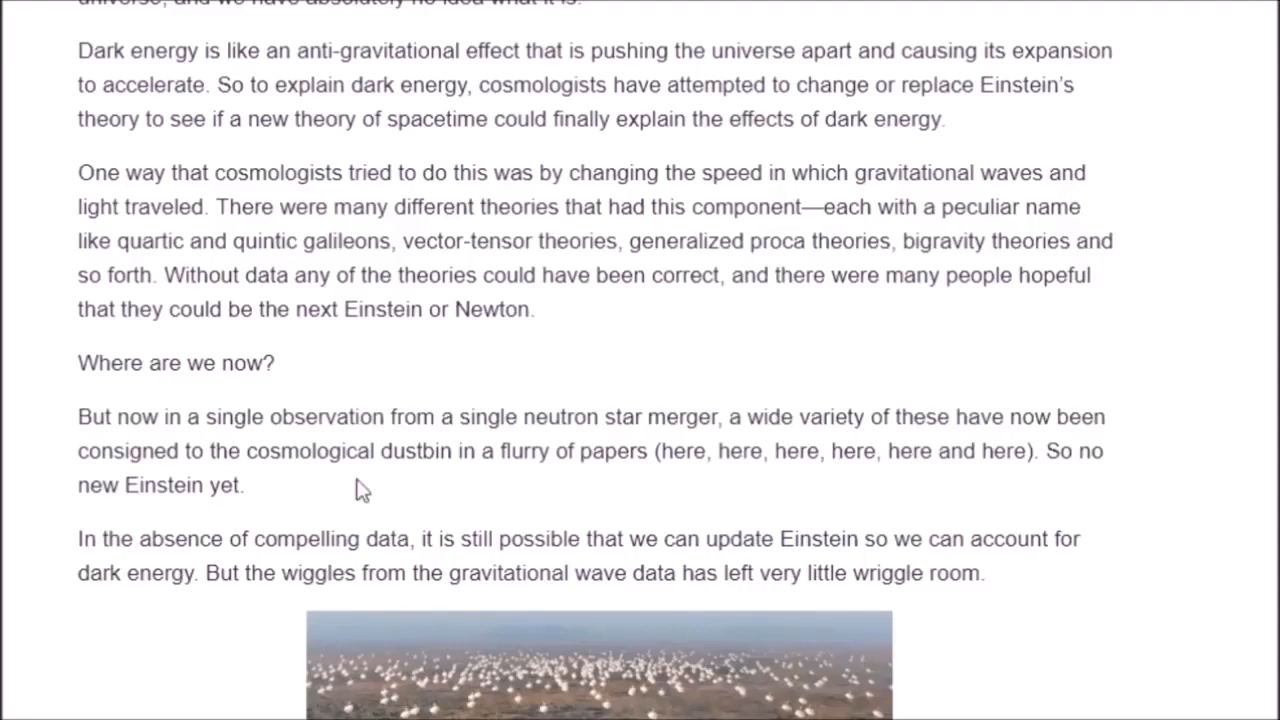 universe, and we have absolutely no idea what it is.
Dark energy is like an anti-gravitational effect that is pushing the universe apart and causing its expansion
to accelerate. So to explain dark energy, cosmologists have attempted to change or replace Einstein’s
theory to see if a new theory of spacetime could finally explain the effects of dark energy.
One way that cosmologists tried to do this was by changing the speed in which gravitational waves and
light traveled. There were many different theories that had this component—each with a peculiar name
like quartic and quintic galileons, vector-tensor theories, generalized proca theories, bigravity theories and
so forth. Without data any of the theories could have been correct, and there were many people hopeful
that they could be the next Einstein or Newton.
Where are we now?
But now in a single observation from a single neutron star merger, a wide variety of these have now been
consigned to the cosmological dustbin in a flurry of papers (here, here, here, here, here and here). So no
new Einstein yet.
In the absence of compelling data, it is still possible that we can update Einstein so we can account for
dark energy. But the wiggles from the gravitational wave data has left very little wriggle room.